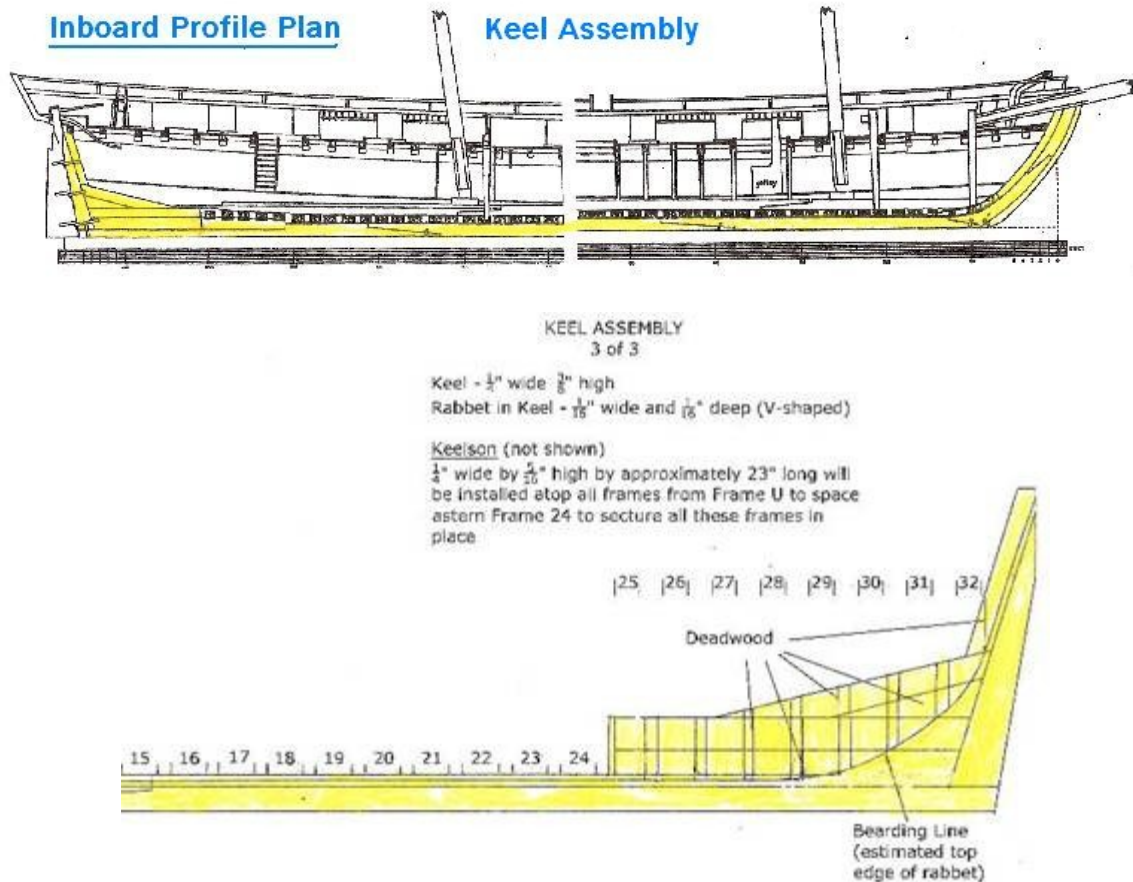 Inboard Profile Plan
Keel Assembly
galley
KEEL ASSEMBLY
3 of 3
Keel - ¼" wide ⅜" high
Rabbet in Keel - 1/16" wide and 1/16" deep (V-shaped)
Keelson (not shown)
¼" wide by 5/16" high by approximately 23" long will
be installed atop all frames from Frame U to space
astern Frame 24 to secture all these frames in
place
25 26 27 28 29 30 31 32
Deadwood
15 16 17 18 19 20 21 22 23 24
Bearding Line
(estimated top
edge of rabbet)